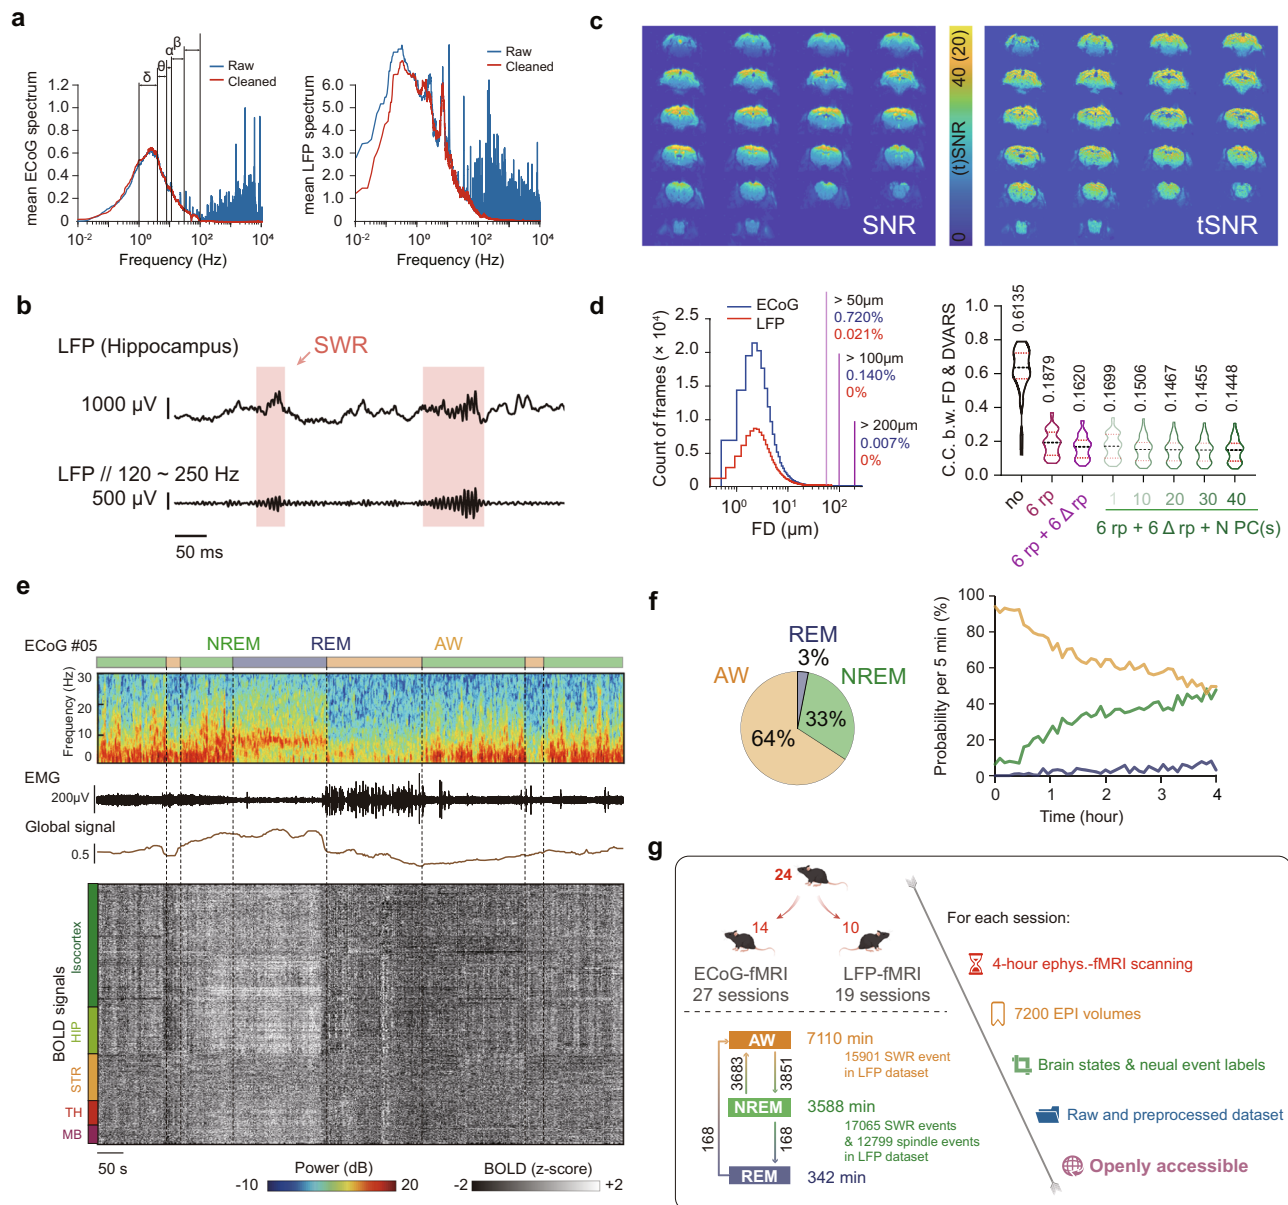 a
mean ECoG spectrum
1.2
1.0
0.8
0.6
0.4
0.2
0
10-2
100
102
104
Frequency (Hz)
δ
θ
α
β
Raw
Cleaned
mean LFP spectrum
6.0
5.0
4.0
3.0
2.0
1.0
0
10-2
100
102
104
Frequency (Hz)
Raw
Cleaned
b
LFP (Hippocampus)
SWR
1000 μV
LFP // 120 ~ 250 Hz
500 μV
50 ms
c
SNR
0
(t)SNR
40 (20)
tSNR
d
Count of frames (× 10⁴)
2.5
2.0
1.5
1.0
0.5
0
10⁰
10¹
10²
FD (μm)
ECoG
LFP
> 50μm
0.720%
0.021%
> 100μm
0.140%
0%
> 200μm
0.007%
0%
C.C. b.w. FD & DVARS
1.0
0.8
0.6
0.4
0.2
0.0
0.6135
0.1879
0.1620
0.1699
0.1506
0.1467
0.1455
0.1448
no
6 rp
6 rp + 6 Δ rp
1
10
20
30
40
6 rp + 6 Δ rp + N PC(s)
e
ECoG #05
NREM
REM
AW
Frequency (Hz)
30
20
10
0
EMG
200μV
Global signal
0.5
BOLD signals
Isocortex
HIP
STR
TH
MB
50 s
Power (dB)
-10
20
BOLD (z-score)
-2
+2
f
REM
3%
AW
NREM
33%
64%
Probability per 5 min (%)
100
80
60
40
20
0
0
1
2
3
4
Time (hour)
g
24
14
10
ECoG-fMRI
27 sessions
LFP-fMRI
19 sessions
AW
7110 min
15901 SWR event
in LFP dataset
3683
3851
NREM
3588 min
17065 SWR events
& 12799 spindle events
in LFP dataset
168
168
REM
342 min
For each session:
4-hour ephys.-fMRI scanning
7200 EPI volumes
Brain states & neual event labels
Raw and preprocessed dataset
Openly accessible